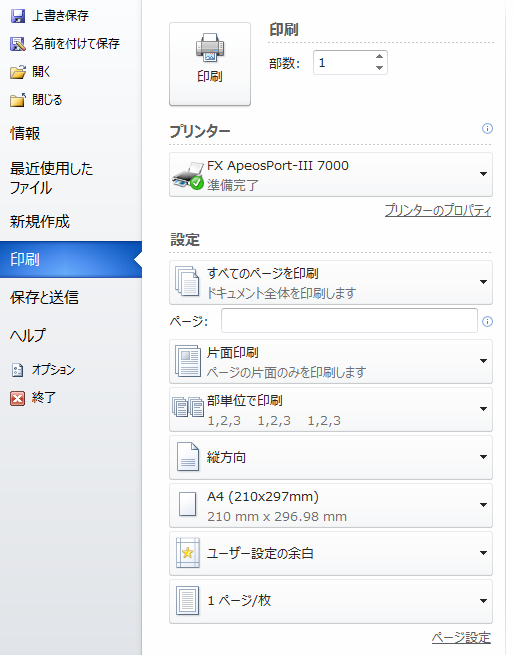 上書き保存
名前を付けて保存
開く
閉じる
情報
最近使用した
ファイル
新規作成
印刷
保存と送信
ヘルプ
オプション
終了
印刷
印刷
部数: 1
プリンター
FX ApeosPort-III 7000
準備完了
プリンターのプロパティ
設定
すべてのページを印刷
ドキュメント全体を印刷します
ページ:
片面印刷
ページの片面のみを印刷します
部単位で印刷
1,2,3 1,2,3 1,2,3
縦方向
A4 (210x297mm)
210 mm x 296.98 mm
ユーザー設定の余白
1 ページ/枚
ページ設定